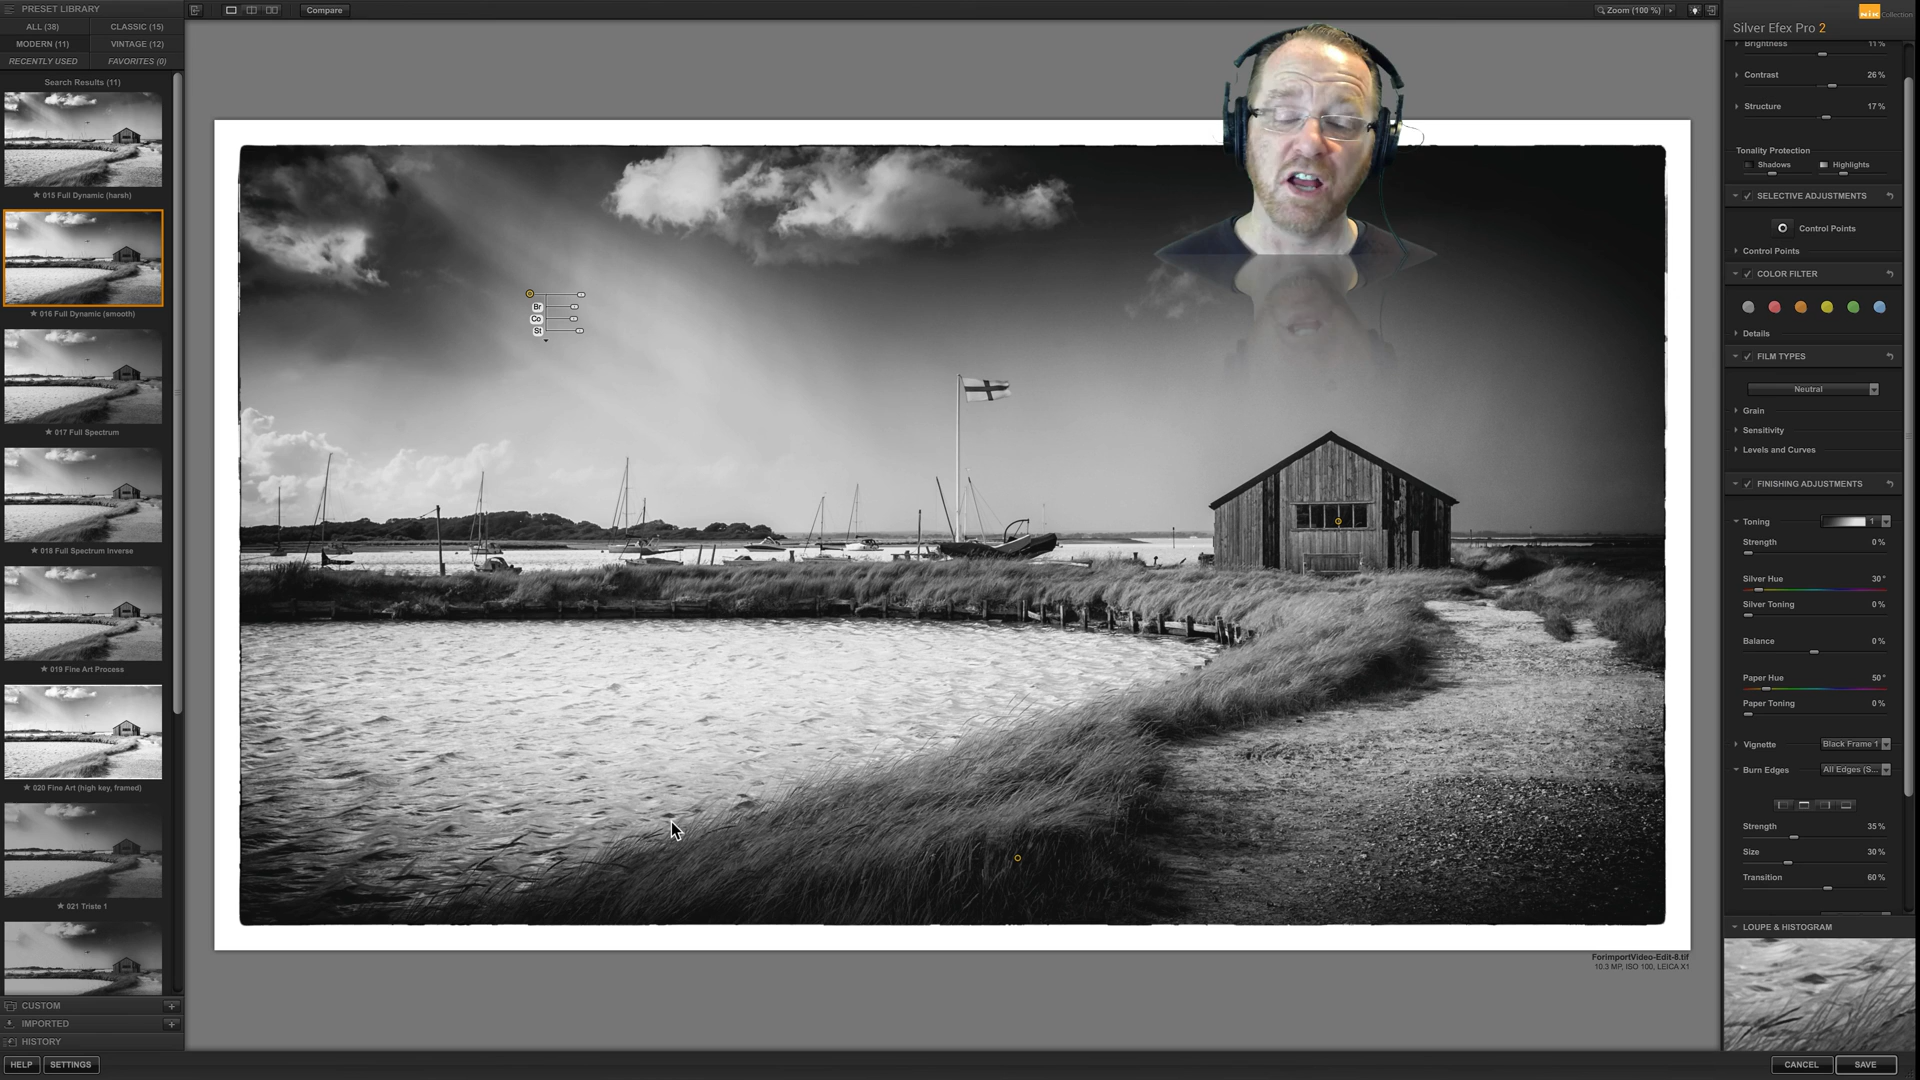 PRESET LIBRARY
ALL (38)
CLASSIC (15)
MODERN (11)
VINTAGE (12)
RECENTLY USED
FAVORITES (0)
Search Results (11)
015 Full Dynamic (harsh)
016 Full Dynamic (smooth)
017 Full Spectrum
018 Full Spectrum Inverse
019 Fine Art Process
020 Fine Art (high key, framed)
021 Triste 1
CUSTOM
IMPORTED
HISTORY
HELP
SETTINGS
Compare
Zoom (100 %)
Br
Co
St
ForimportVideo-Edit-8.tif
10.3 MP, ISO 100, LEICA X1
Nik Collection
Silver Efex Pro 2
Brightness 11 %
Contrast 26 %
Structure 17 %
Tonality Protection
Shadows
Highlights
SELECTIVE ADJUSTMENTS
Control Points
Control Points
COLOR FILTER
Details
FILM TYPES
Neutral
Grain
Sensitivity
Levels and Curves
FINISHING ADJUSTMENTS
Toning 1
Strength 0 %
Silver Hue 30 °
Silver Toning 0 %
Balance 0 %
Paper Hue 50 °
Paper Toning 0 %
Vignette Black Frame 1
Burn Edges All Edges (S...
Strength 35 %
Size 30 %
Transition 60 %
LOUPE & HISTOGRAM
CANCEL
SAVE